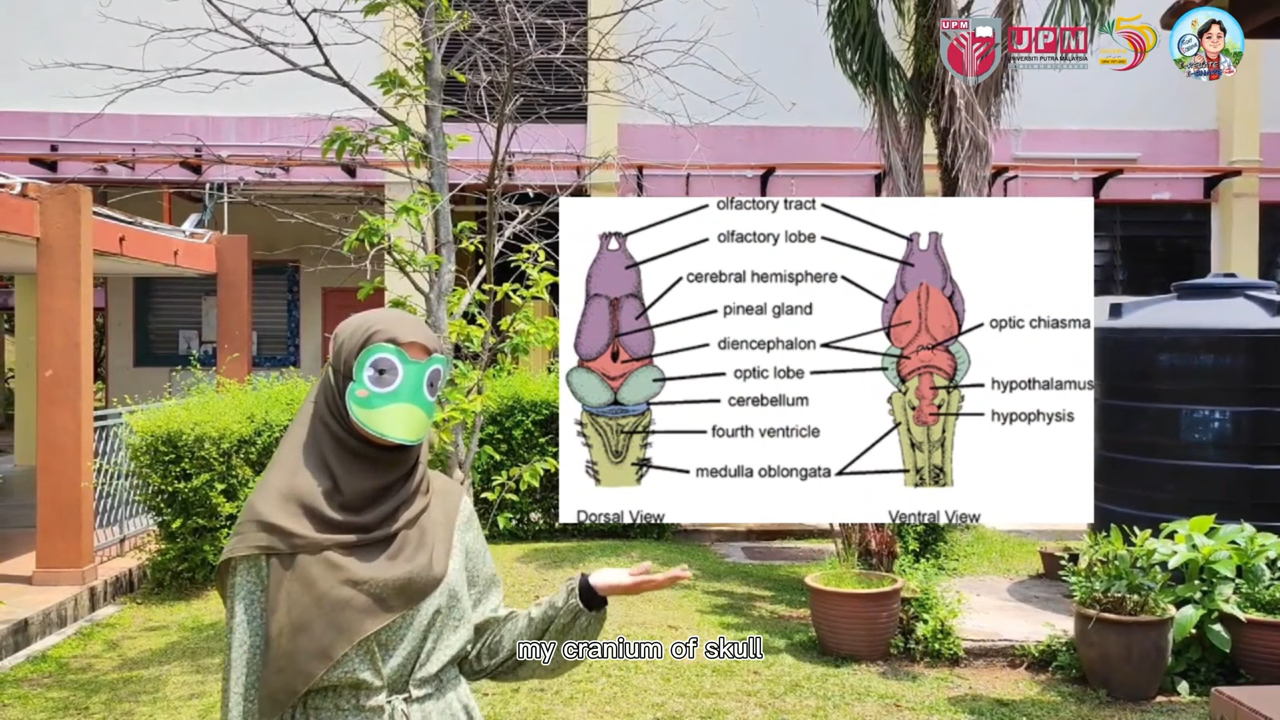 UPM
UPM
UNIVERSITI PUTRA MALAYSIA
olfactory tract
olfactory lobe
cerebral hemisphere
pineal gland
diencephalon
optic lobe
cerebellum
fourth ventricle
medulla oblongata
optic chiasma
hypothalamus
hypophysis
Dorsal View
Ventral View
my cranium of skull